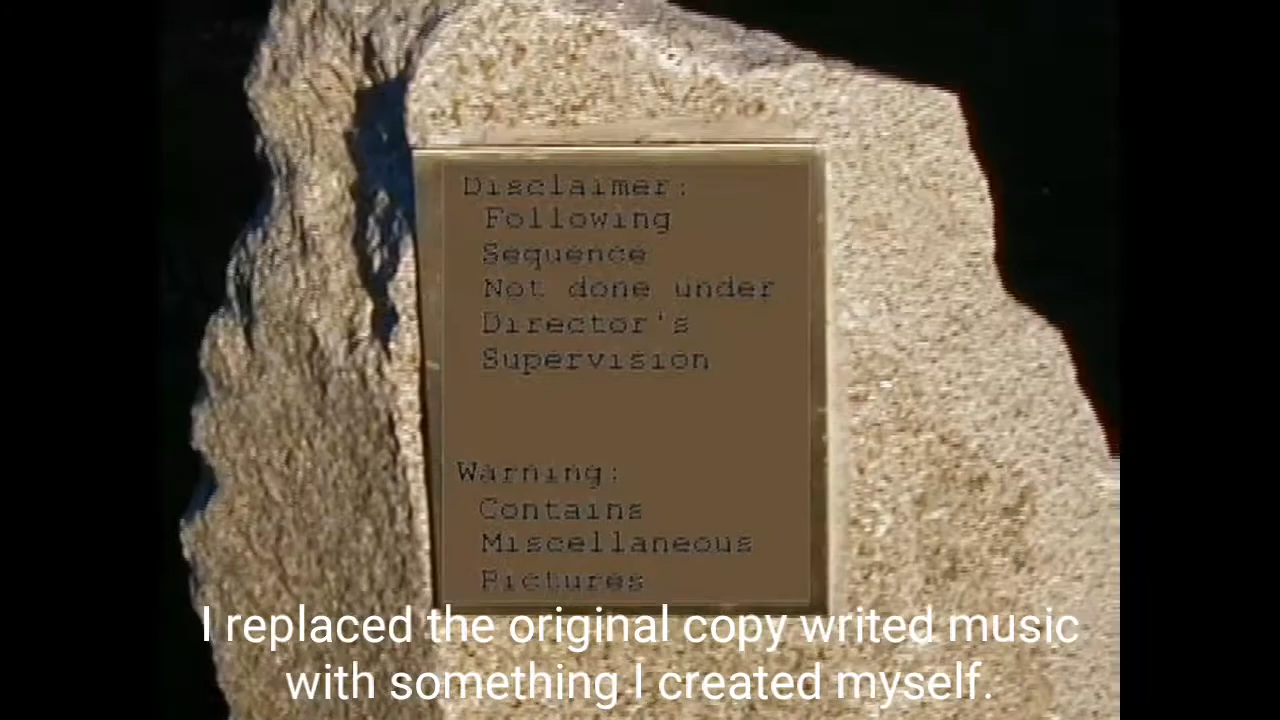 Disclaimer:
Following
Sequence
Not done under
Director's
Supervision
Warning:
Contains
Miscellaneous
Pictures
I replaced the original copy writed music
with something I created myself.